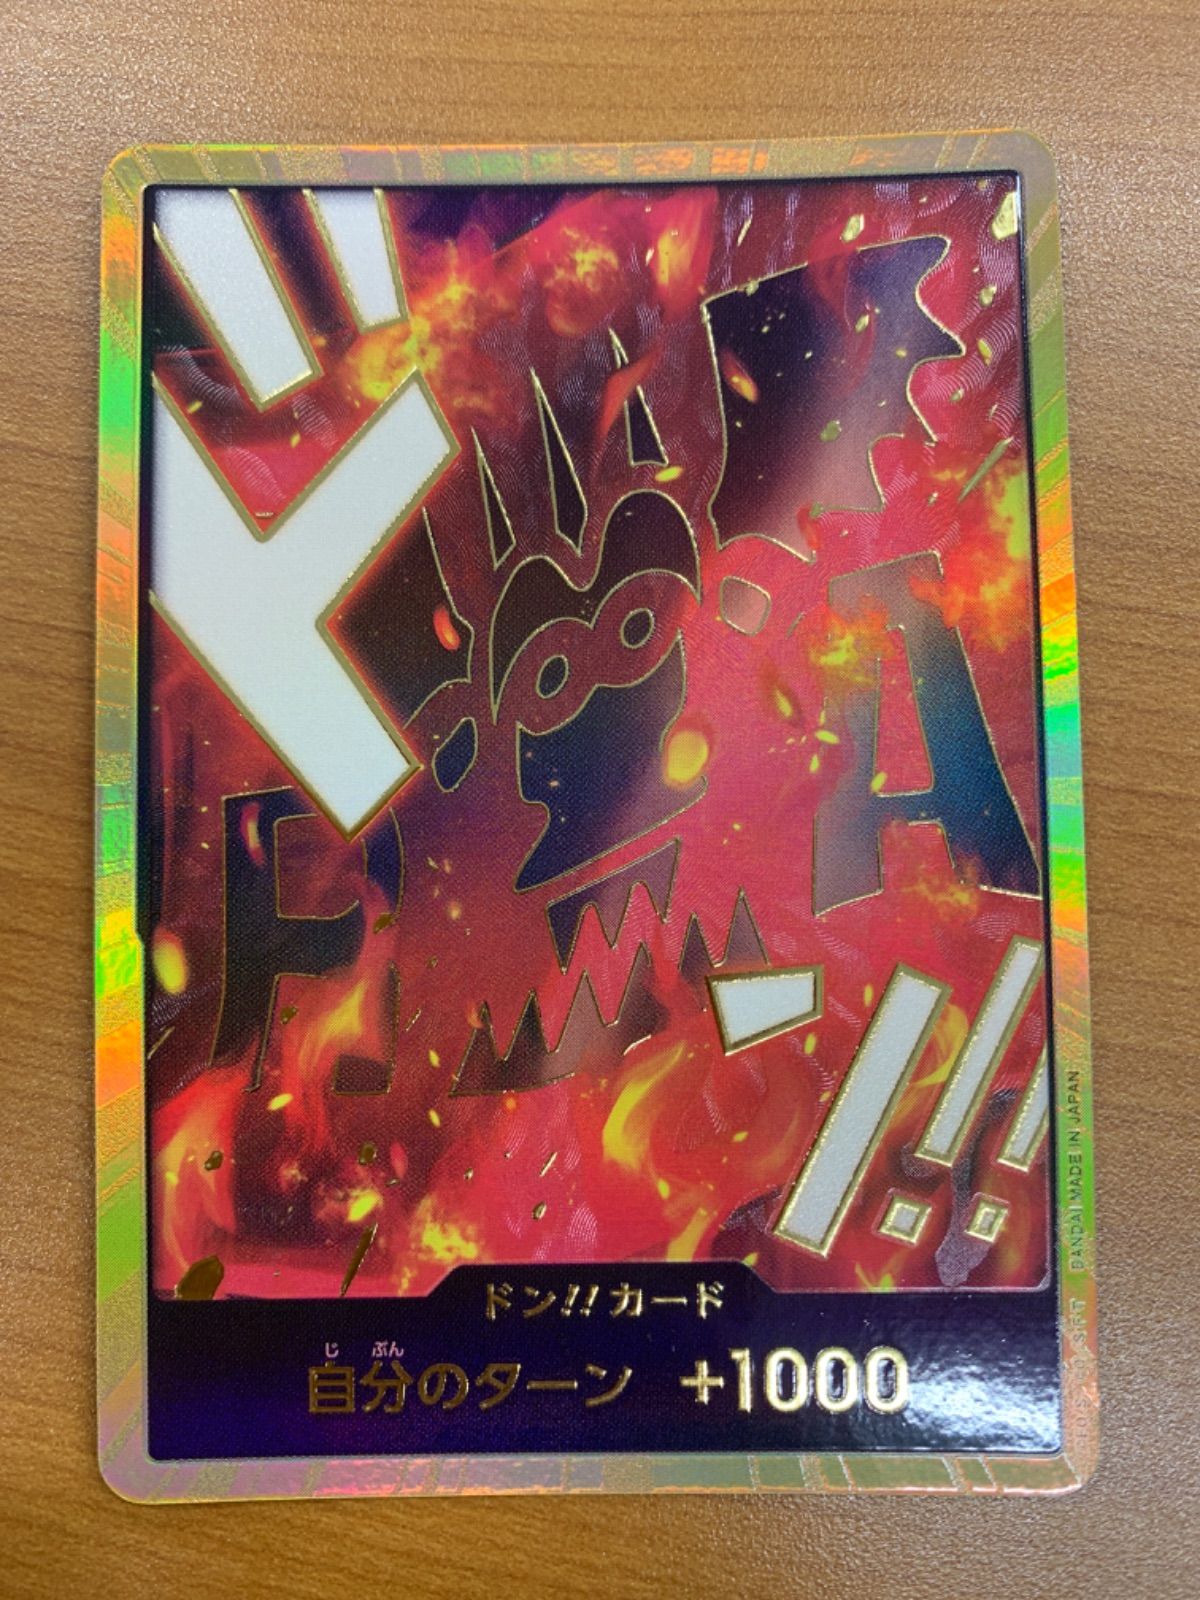 ドン!!
ドン!!カード
じ ぶん
自分のターン +1000
BANDAI MADE IN JAPAN